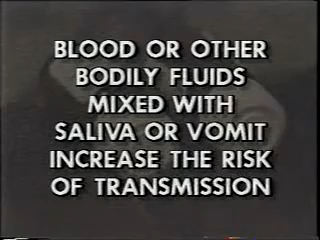 BLOOD OR OTHER
BODILY FLUIDS
MIXED WITH
SALIVA OR VOMIT
INCREASE THE RISK
OF TRANSMISSION